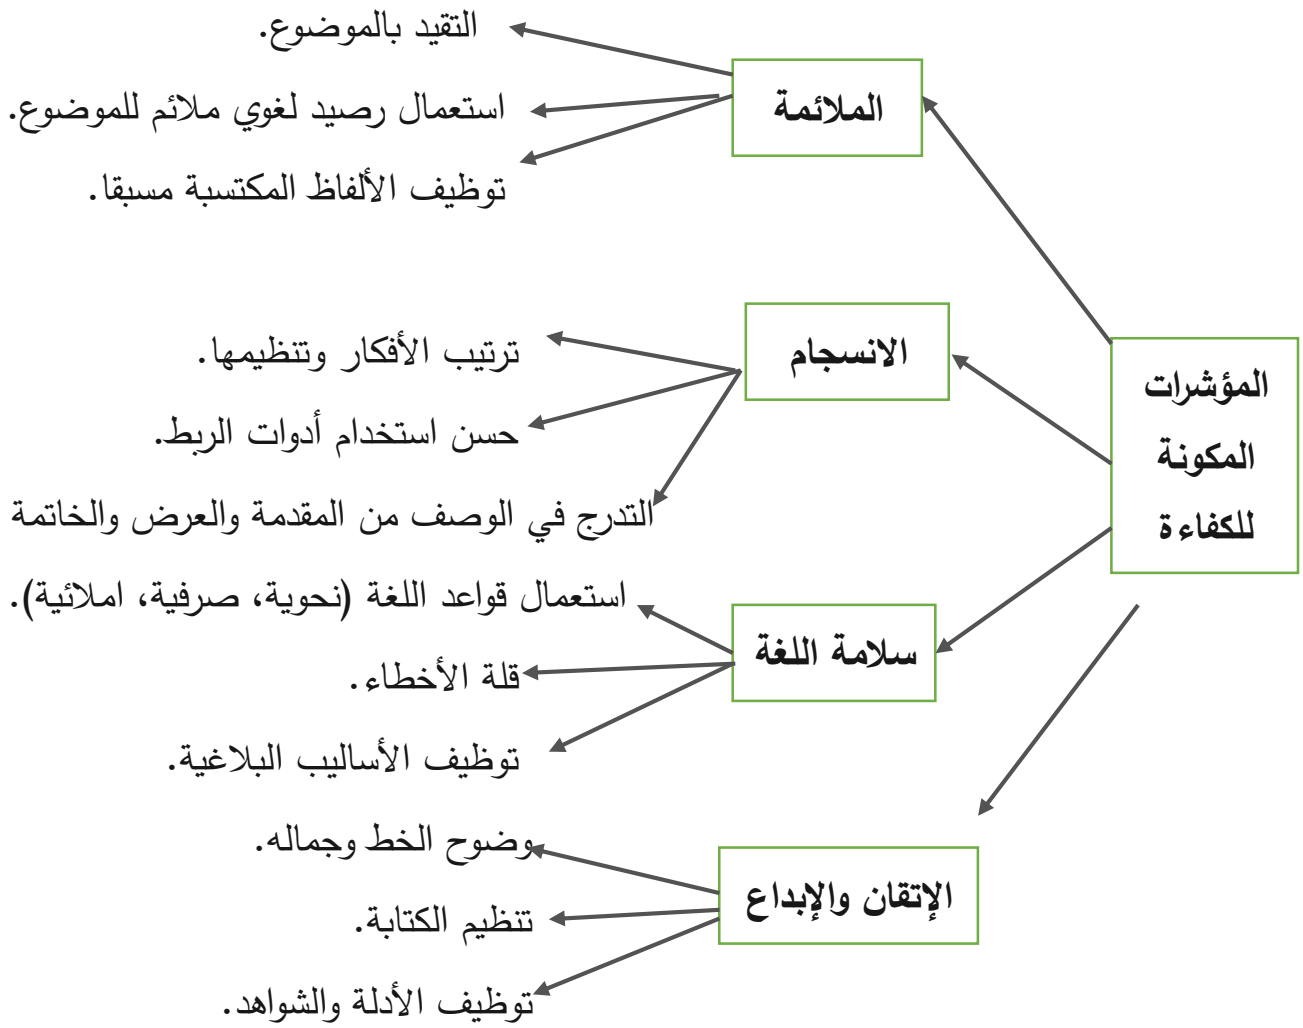 المؤشرات
المكونة
للكفاءة
الملائمة
التقيد بالموضوع.
استعمال رصيد لغوي ملائم للموضوع.
توظيف الألفاظ المكتسبة مسبقا.
الانسجام
ترتيب الأفكار وتنظيمها.
حسن استخدام أدوات الربط.
التدرج في الوصف من المقدمة والعرض والخاتمة
سلامة اللغة
استعمال قواعد اللغة (نحوية، صرفية، املائية).
قلة الأخطاء.
توظيف الأساليب البلاغية.
الإتقان والإبداع
وضوح الخط وجماله.
تنظيم الكتابة.
توظيف الأدلة والشواهد.